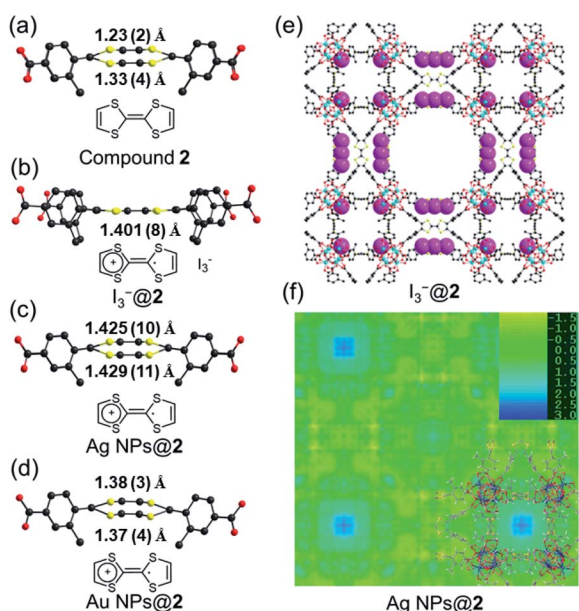 (a)
1.23 (2) Å
1.33 (4) Å
S S
S S
Compound 2
(b)
1.401 (8) Å
S S
+ ·
S S
I3-
I3-@2
(c)
1.425 (10) Å
1.429 (11) Å
S S
+ ·
S S
Ag NPs@2
(d)
1.38 (3) Å
1.37 (4) Å
S S
+ ·
S S
Au NPs@2
(e)
I3-@2
(f)
-1.5
-1.0
-0.5
0.0
0.5
1.0
1.5
2.0
2.5
3.0
Ag NPs@2